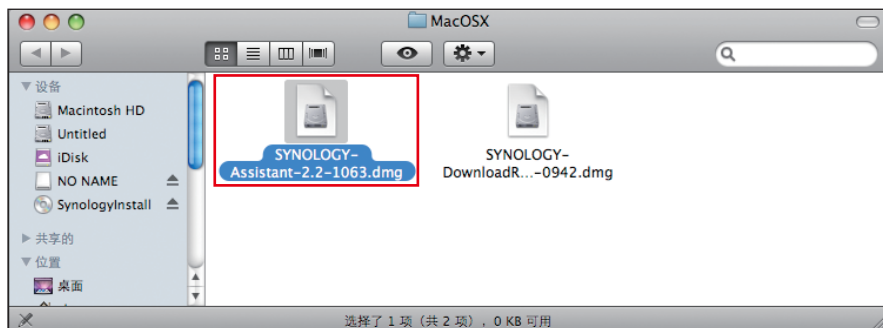 MacOSX
设备
Macintosh HD
Untitled
iDisk
NO NAME
SynologyInstall
共享的
位置
桌面
SYNOLOGY-
Assistant-2.2-1063.dmg
SYNOLOGY-
DownloadR...-0942.dmg
选择了 1 项（共 2 项），0 KB 可用